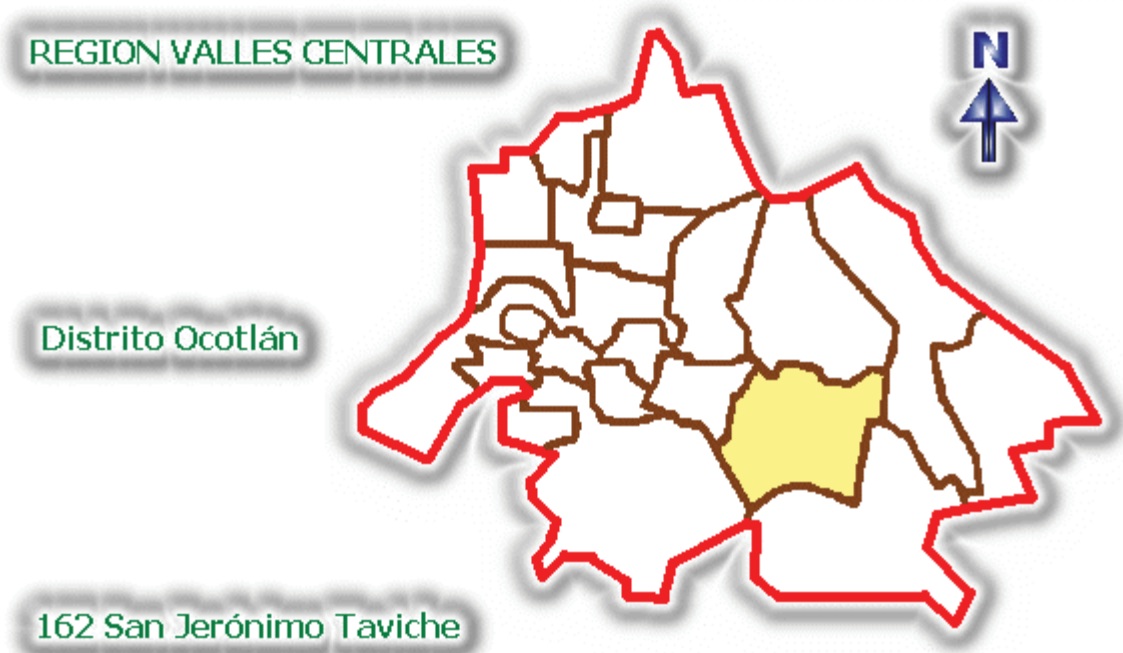 REGION VALLES CENTRALES
N
Distrito Ocotlán
162 San Jerónimo Taviche